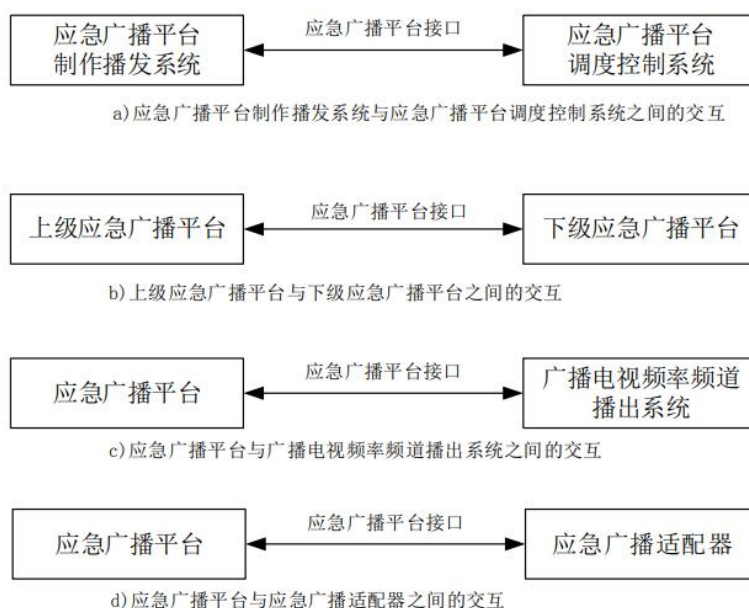 应急广播平台
制作播发系统
应急广播平台接口
应急广播平台
调度控制系统
a)应急广播平台制作播发系统与应急广播平台调度控制系统之间的交互
上级应急广播平台
应急广播平台接口
下级应急广播平台
b)上级应急广播平台与下级应急广播平台之间的交互
应急广播平台
应急广播平台接口
广播电视频率频道
播出系统
c)应急广播平台与广播电视频率频道播出系统之间的交互
应急广播平台
应急广播平台接口
应急广播适配器
d)应急广播平台与应急广播适配器之间的交互